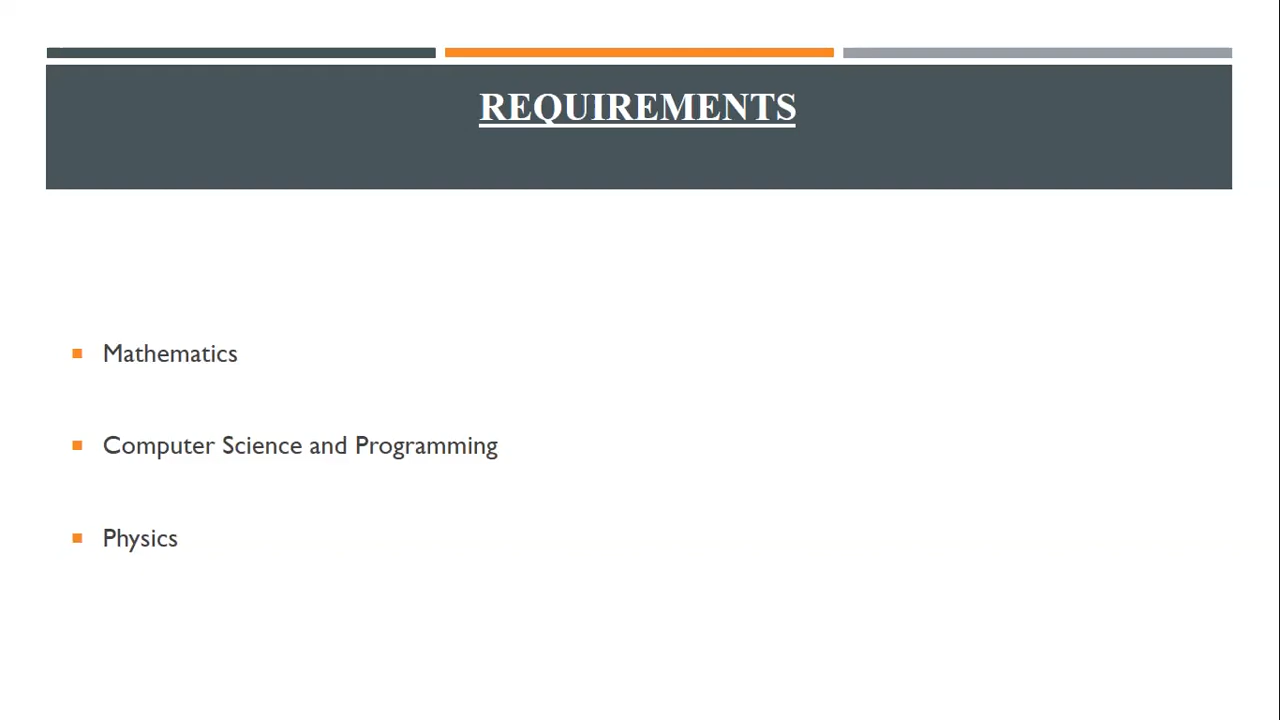 REQUIREMENTS
Mathematics
Computer Science and Programming
Physics